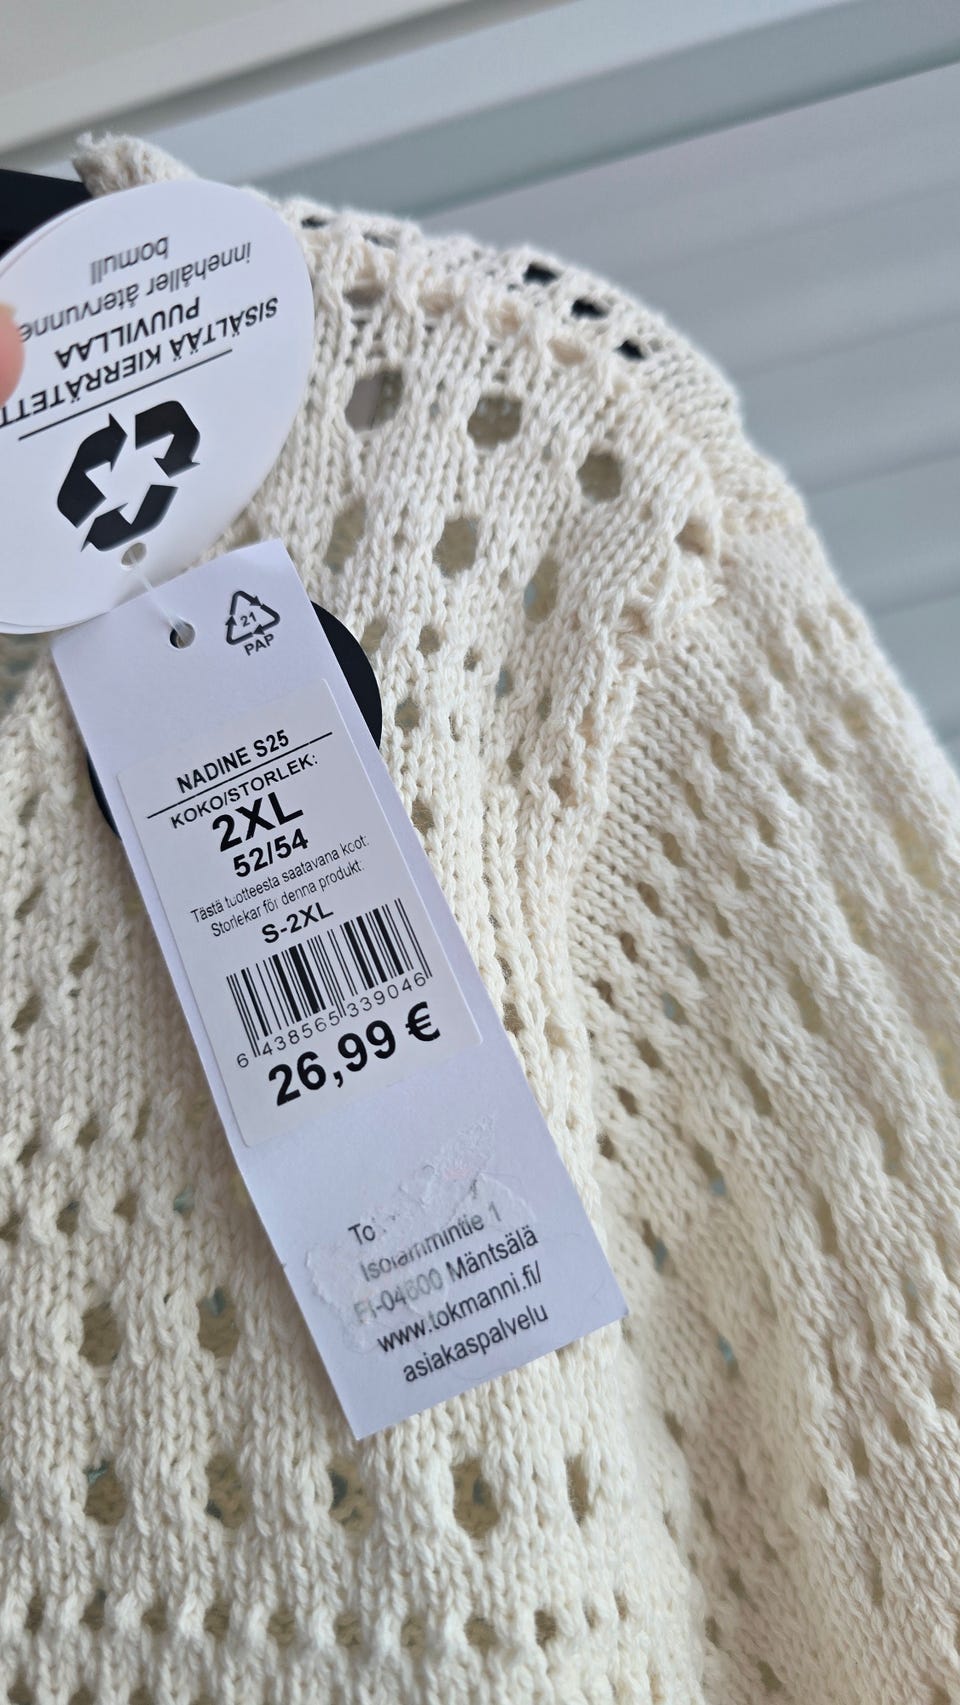 SISÄLTÄÄ KIERRÄTETT
PUUVILLAA
innehåller återvunne
bomull
21
PAP
NADINE S25
KOKO/STORLEK:
2XL
52/54
Tästä tuotteesta saatavana koot:
Storlekar för denna produkt:
S-2XL
6 438565 339046
26,99 €
To
Isolammintie 1
FI-04600 Mäntsälä
www.tokmanni.fi/
asiakaspalvelu